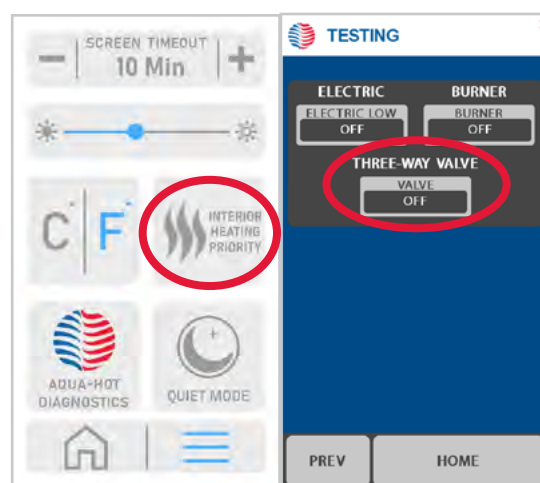 SCREEN TIMEOUT
10 Min
C° F°
INTERIOR
HEATING
PRIORITY
AQUA-HOT
DIAGNOSTICS
QUIET MODE
TESTING
ELECTRIC BURNER
ELECTRIC LOW BURNER
OFF OFF
THREE-WAY VALVE
VALVE
OFF
PREV HOME